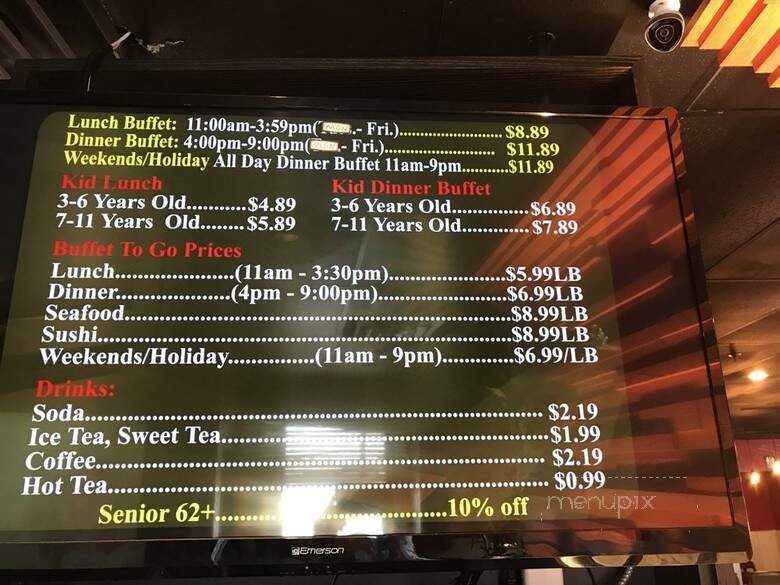 Lunch Buffet: 11:00am-3:59pm( .- Fri.)............................ $8.89
Dinner Buffet: 4:00pm-9:00pm( .- Fri.)............................ $11.89
Weekends/Holiday All Day Dinner Buffet 11am-9pm...........$11.89
Kid Lunch
3-6 Years Old............$4.89
7-11 Years Old.........$5.89
Kid Dinner Buffet
3-6 Years Old...............$6.89
7-11 Years Old.............$7.89
Buffet To Go Prices
Lunch.......................(11am - 3:30pm).......................$5.99LB
Dinner.......................(4pm - 9:00pm).........................$6.99LB
Seafood.............................................................................$8.99LB
Sushi..................................................................................$8.99LB
Weekends/Holiday................(11am - 9pm).............$6.99/LB
Drinks:
Soda................................................................................ $2.19
Ice Tea, Sweet Tea.........................................................$1.99
Coffee............................................................................. $2.19
Hot Tea........................................................................... $0.99
Senior 62+.......................................10% off
menupix
Emerson